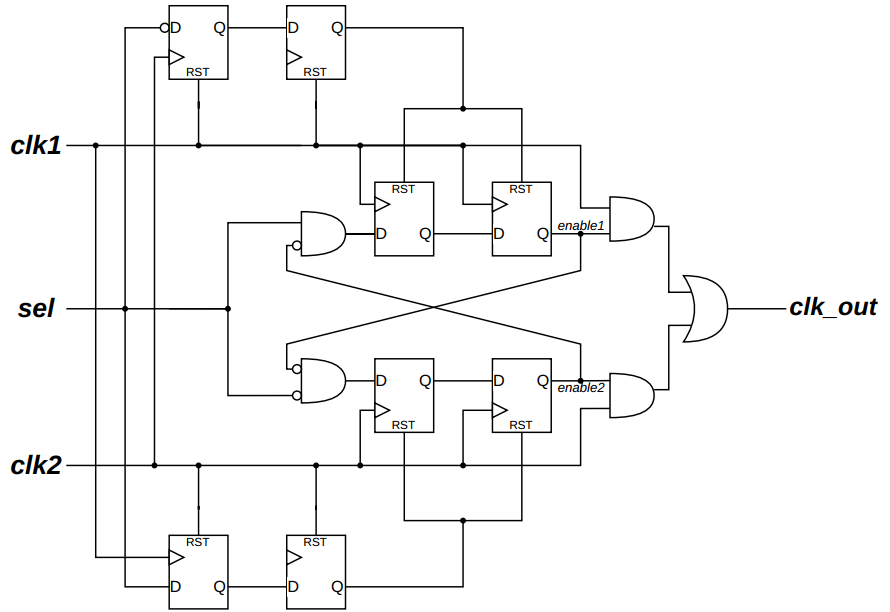 D Q D Q
RST RST
clk1
RST RST
D Q D Q enable1
sel clk_out
D Q D Q
enable2
RST RST
clk2
RST RST
D Q D Q